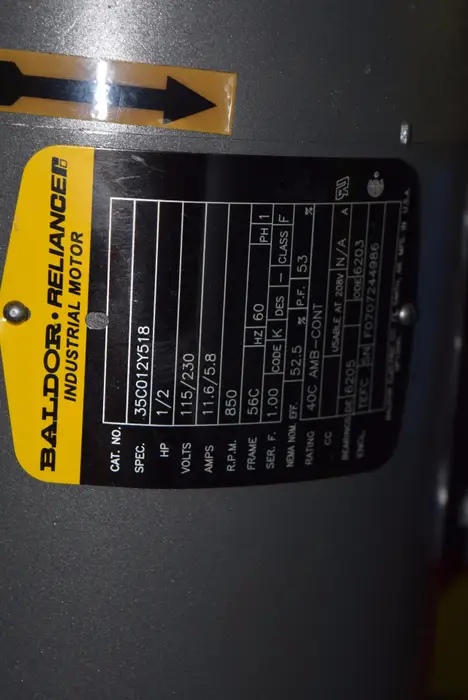 BALDOR · RELIANCE
INDUSTRIAL MOTOR
CAT. NO.
SPEC. 35C012Y518
HP 1/2
VOLTS 115/230
AMPS 11.6/5.8
R.P.M. 850
FRAME 56C HZ 60 PH 1
SER. F. 1.00 CODE K DES - CLASS F
NEMA NOM. EFF. 52.5 % P.F. 53 %
RATING 40C AMB-CONT
CC USABLE AT 208V N/A A
BEARINGS DE 6205 ODE 6203
ENCL TEFC SN F0707244986